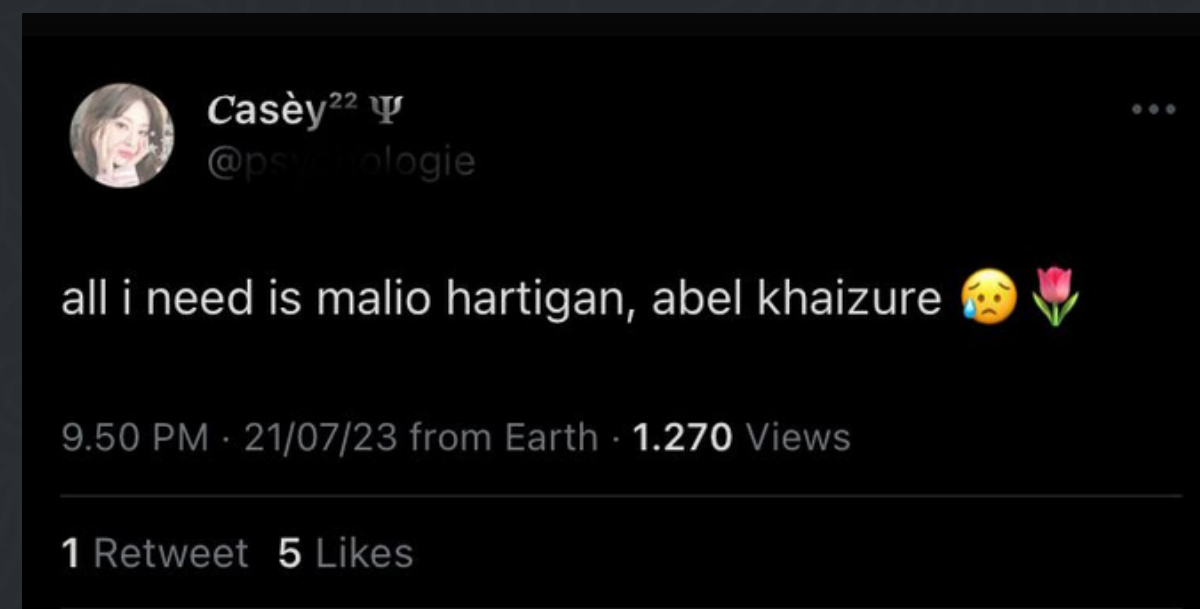 Casèy²² Ψ
all i need is malio hartigan, abel khaizure 😥🌷
9.50 PM · 21/07/23 from Earth · 1.270 Views
1 Retweet 5 Likes